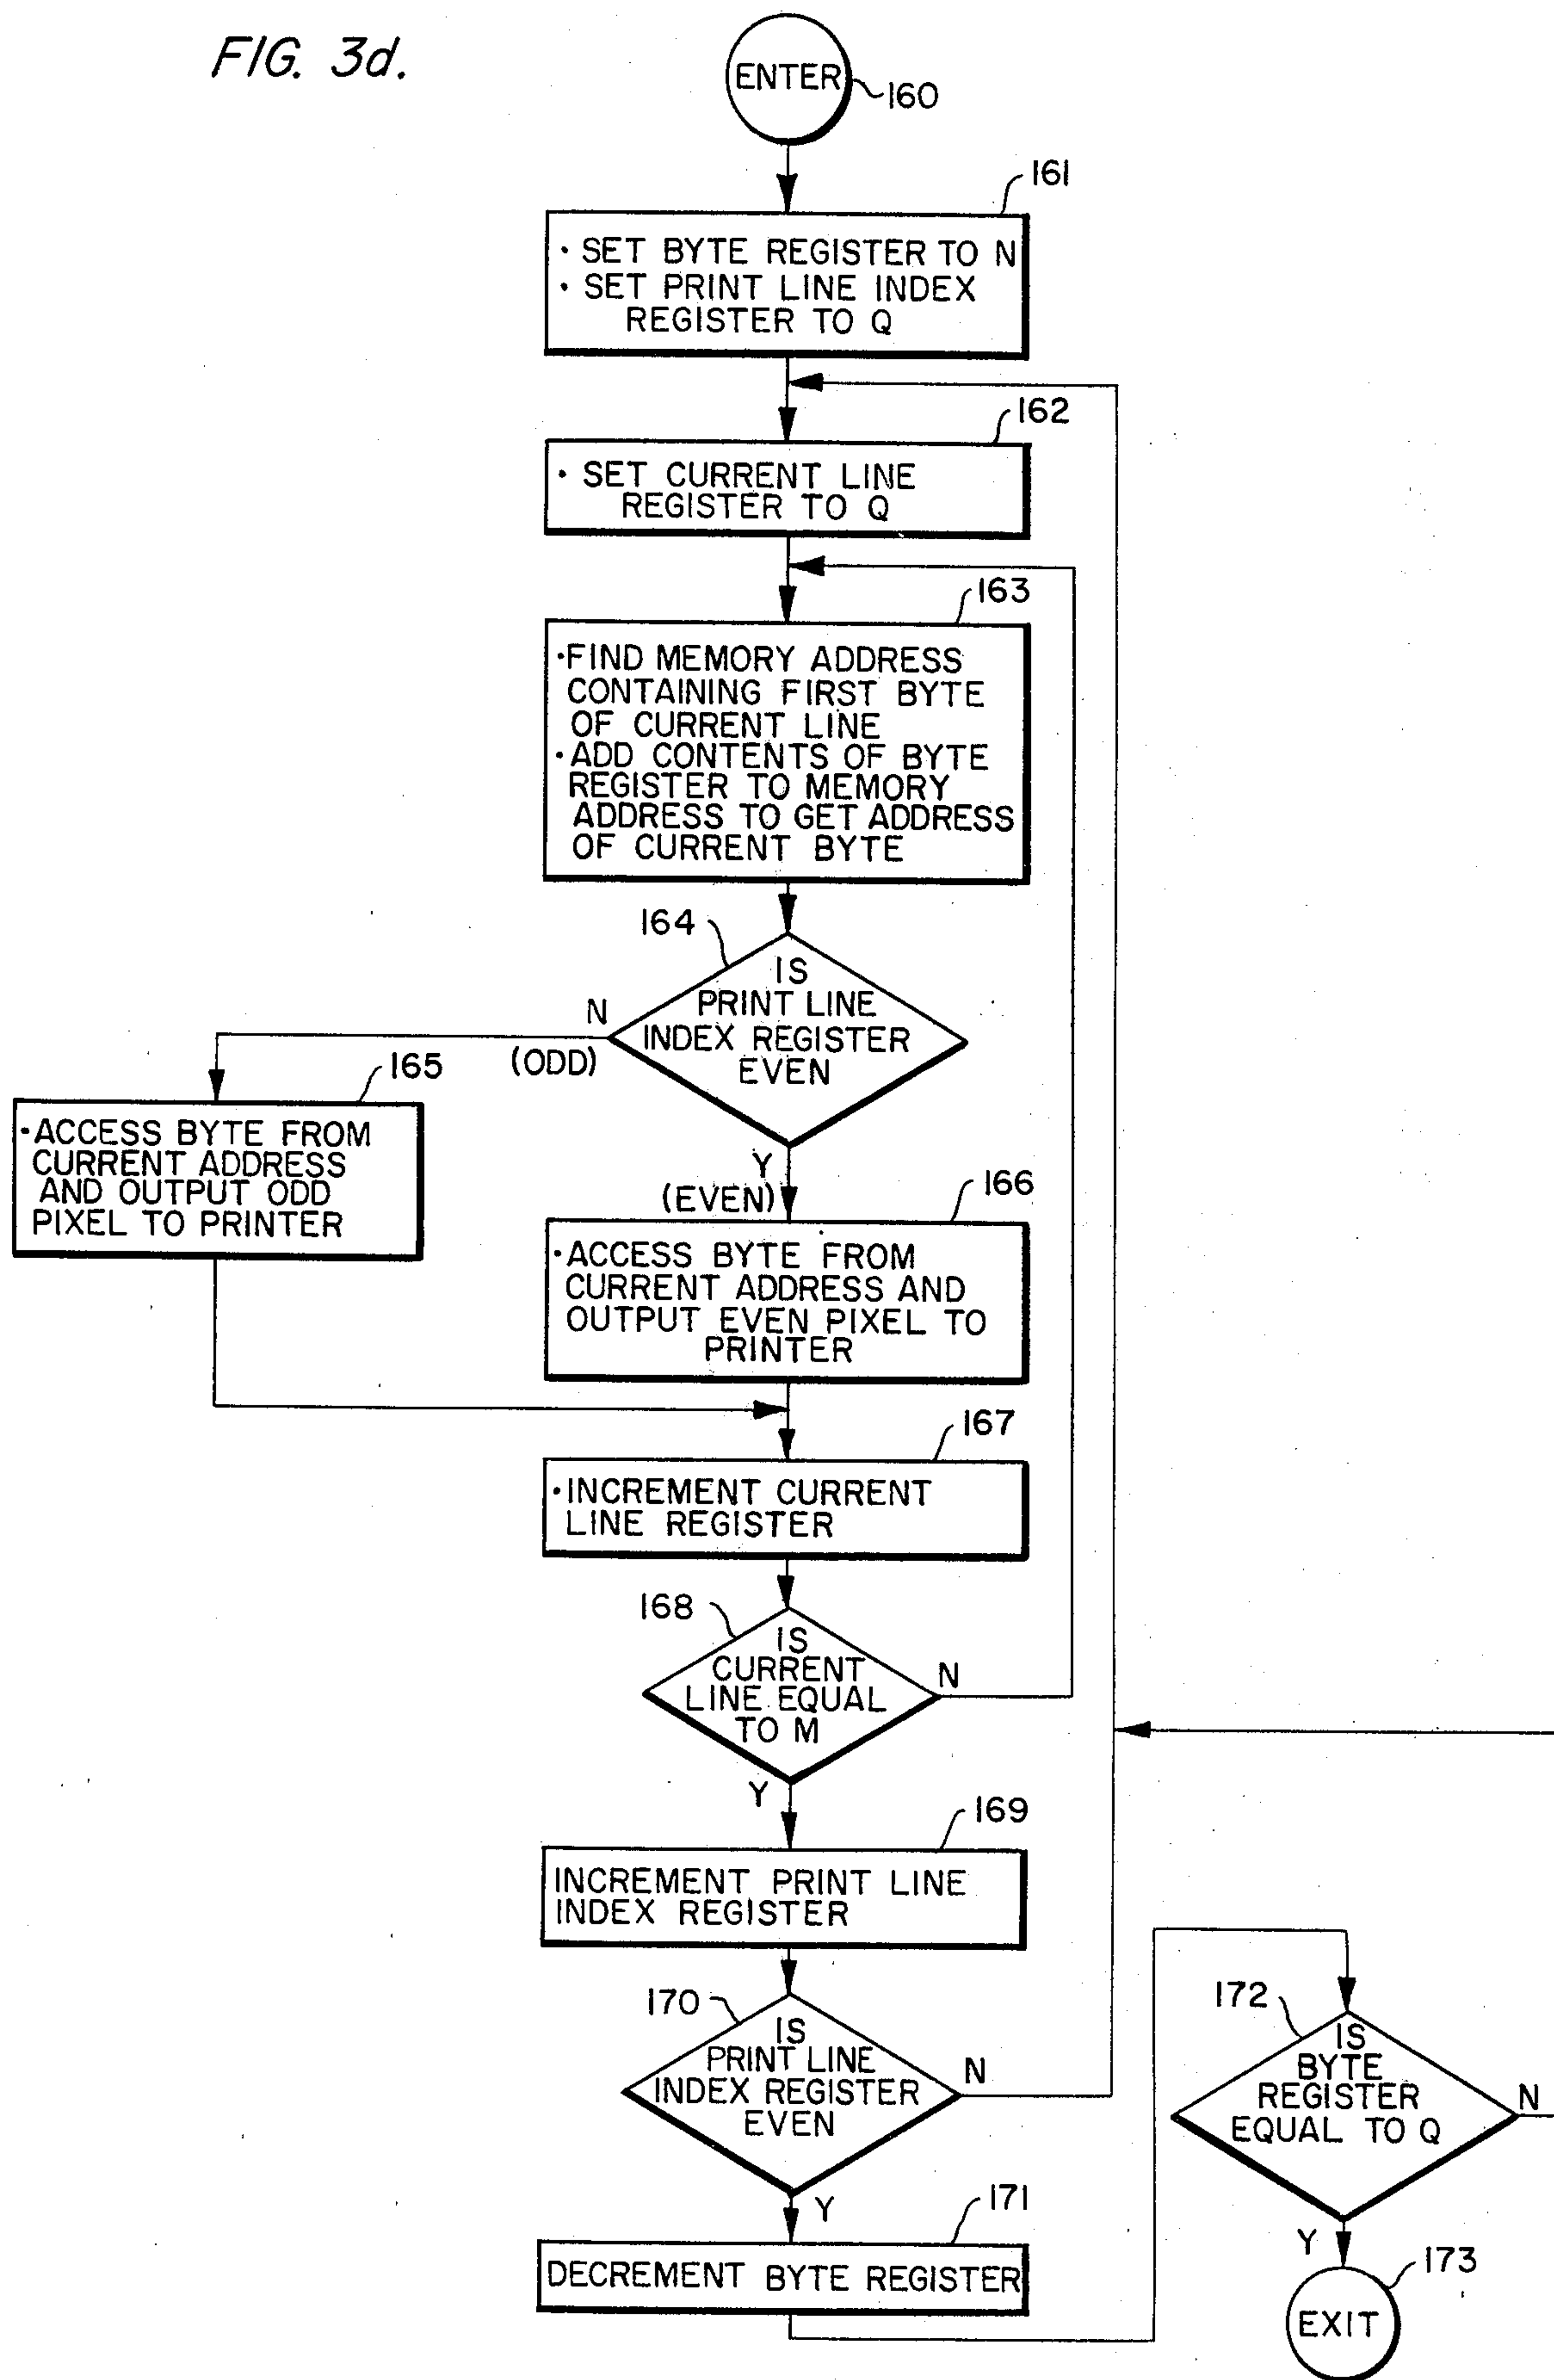 FIG. 3d.
ENTER
160
161
· SET BYTE REGISTER TO N
· SET PRINT LINE INDEX
REGISTER TO Q
162
· SET CURRENT LINE
REGISTER TO Q
163
·FIND MEMORY ADDRESS
CONTAINING FIRST BYTE
OF CURRENT LINE
·ADD CONTENTS OF BYTE
REGISTER TO MEMORY
ADDRESS TO GET ADDRESS
OF CURRENT BYTE
164
IS
PRINT LINE
INDEX REGISTER
EVEN
N
(ODD)
165
·ACCESS BYTE FROM
CURRENT ADDRESS
AND OUTPUT ODD
PIXEL TO PRINTER
Y
(EVEN)
166
·ACCESS BYTE FROM
CURRENT ADDRESS AND
OUTPUT EVEN PIXEL TO
PRINTER
167
·INCREMENT CURRENT
LINE REGISTER
168
IS
CURRENT
LINE EQUAL
TO M
N
Y
169
INCREMENT PRINT LINE
INDEX REGISTER
170
IS
PRINT LINE
INDEX REGISTER
EVEN
N
Y
171
DECREMENT BYTE REGISTER
172
IS
BYTE
REGISTER
EQUAL TO Q
N
Y
173
EXIT